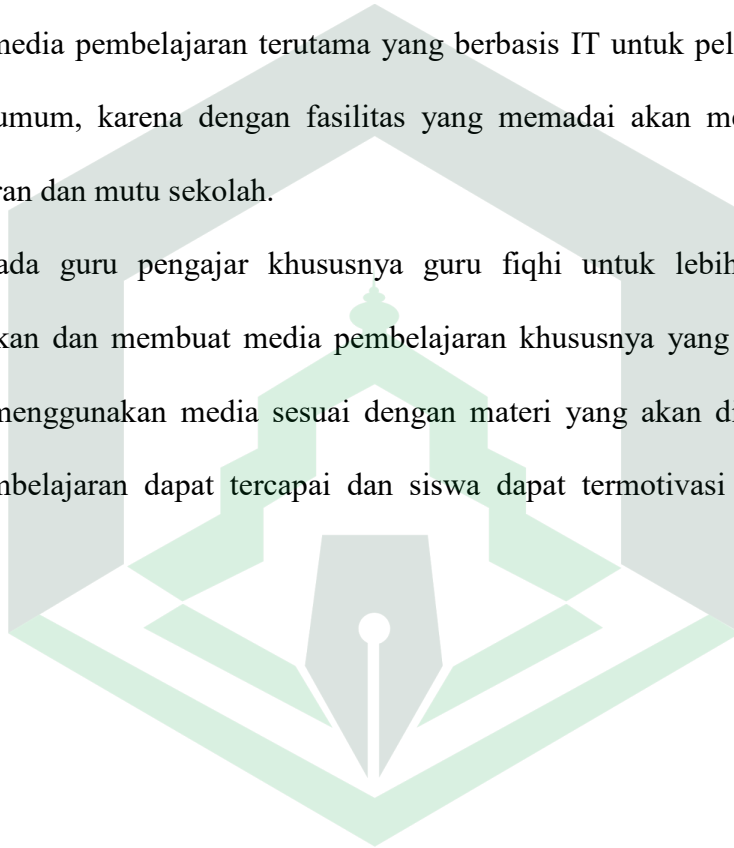 media pembelajaran terutama yang berbasis IT untuk pel
umum, karena dengan fasilitas yang memadai akan m
ran dan mutu sekolah.
ada guru pengajar khususnya guru fiqhi untuk lebih
kan dan membuat media pembelajaran khususnya yang
menggunakan media sesuai dengan materi yang akan d
mbelajaran dapat tercapai dan siswa dapat termotivasi